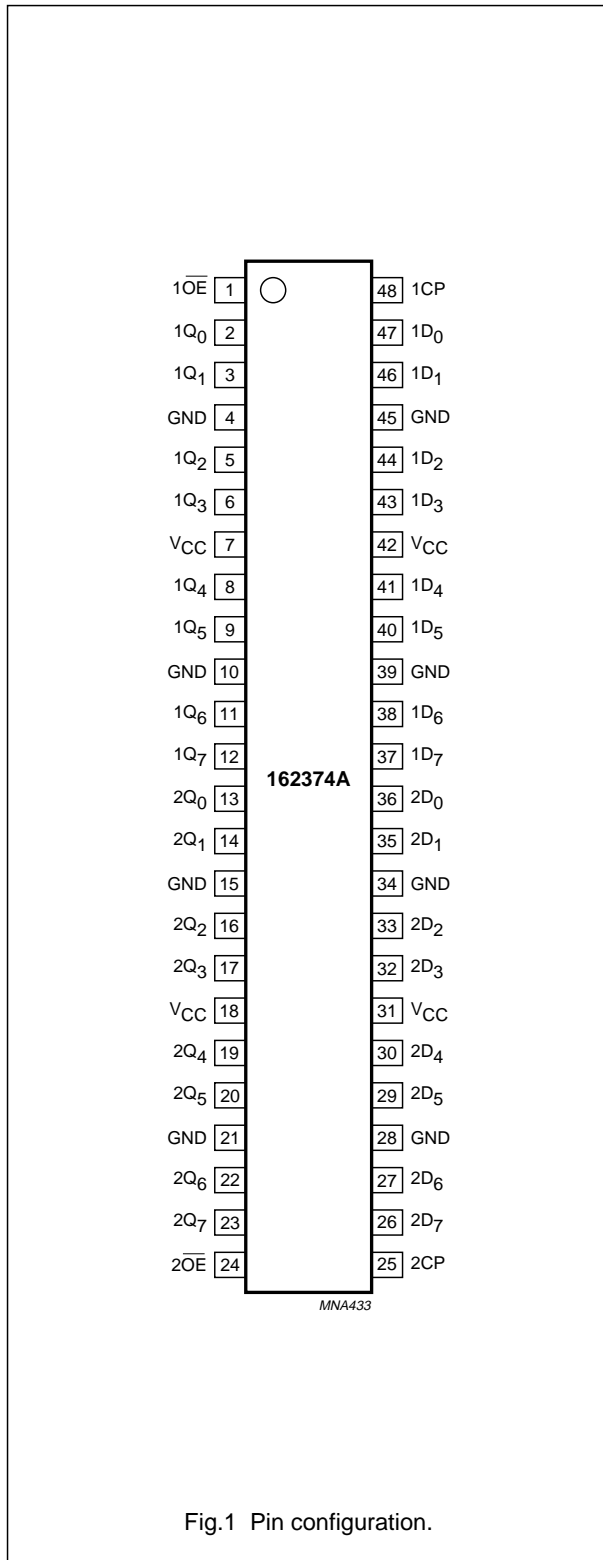 1O̅E̅ 1 48 1CP
1Q0 2 47 1D0
1Q1 3 46 1D1
GND 4 45 GND
1Q2 5 44 1D2
1Q3 6 43 1D3
VCC 7 42 VCC
1Q4 8 41 1D4
1Q5 9 40 1D5
GND 10 39 GND
1Q6 11 38 1D6
1Q7 12 37 1D7
162374A
2Q0 13 36 2D0
2Q1 14 35 2D1
GND 15 34 GND
2Q2 16 33 2D2
2Q3 17 32 2D3
VCC 18 31 VCC
2Q4 19 30 2D4
2Q5 20 29 2D5
GND 21 28 GND
2Q6 22 27 2D6
2Q7 23 26 2D7
2O̅E̅ 24 25 2CP
MNA433
Fig.1 Pin configuration.